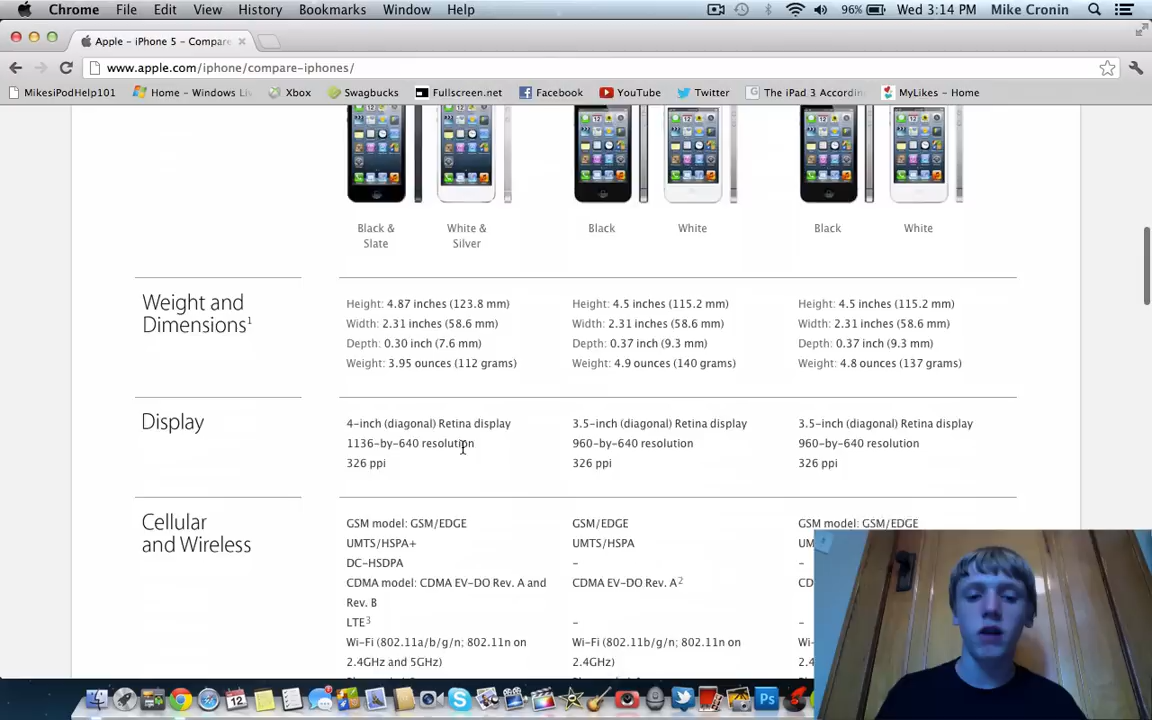 Chrome File Edit View History Bookmarks Window Help 96% Wed 3:14 PM Mike Cronin
Apple - iPhone 5 - Compare
www.apple.com/iphone/compare-iphones/
MikesiPodHelp101 Home - Windows Li Xbox Swagbucks Fullscreen.net Facebook YouTube Twitter The iPad 3 Accordin MyLikes - Home
Black & Slate White & Silver Black White Black White
Weight and Dimensions1
Height: 4.87 inches (123.8 mm) Height: 4.5 inches (115.2 mm) Height: 4.5 inches (115.2 mm)
Width: 2.31 inches (58.6 mm) Width: 2.31 inches (58.6 mm) Width: 2.31 inches (58.6 mm)
Depth: 0.30 inch (7.6 mm) Depth: 0.37 inch (9.3 mm) Depth: 0.37 inch (9.3 mm)
Weight: 3.95 ounces (112 grams) Weight: 4.9 ounces (140 grams) Weight: 4.8 ounces (137 grams)
Display
4-inch (diagonal) Retina display 3.5-inch (diagonal) Retina display 3.5-inch (diagonal) Retina display
1136-by-640 resolution 960-by-640 resolution 960-by-640 resolution
326 ppi 326 ppi 326 ppi
Cellular and Wireless
GSM model: GSM/EDGE GSM/EDGE GSM model: GSM/EDGE
UMTS/HSPA+ UMTS/HSPA UM
DC-HSDPA – –
CDMA model: CDMA EV-DO Rev. A and CDMA EV-DO Rev. A2 CD
Rev. B
LTE3 – –
Wi-Fi (802.11a/b/g/n; 802.11n on Wi-Fi (802.11b/g/n; 802.11n on Wi-
2.4GHz and 5GHz) 2.4GHz) 2.4